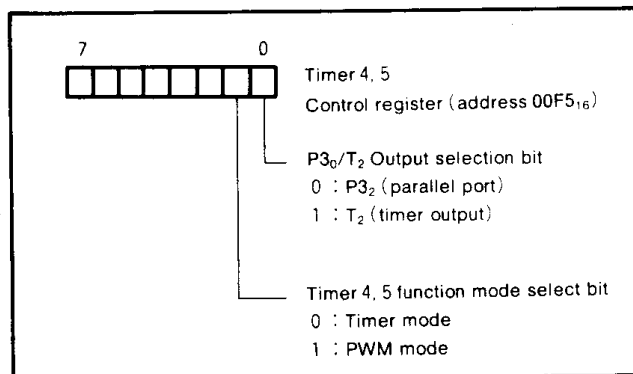 7 0
Timer 4, 5
Control register (address 00F5₁₆)
P3₀/T₂ Output selection bit
0 : P3₂ (parallel port)
1 : T₂ (timer output)
Timer 4, 5 function mode select bit
0 : Timer mode
1 : PWM mode